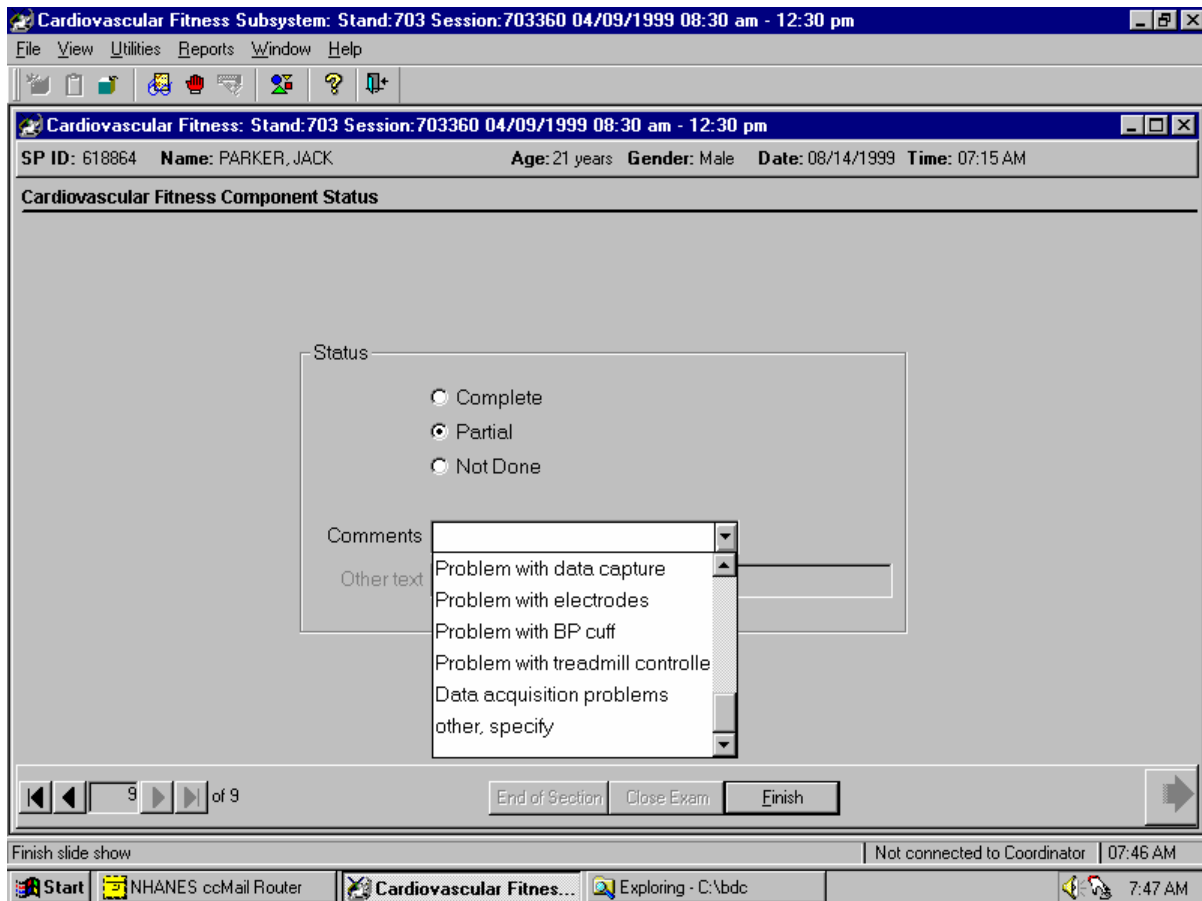 Cardiovascular Fitness Subsystem: Stand:703 Session:703360 04/09/1999 08:30 am - 12:30 pm
File View Utilities Reports Window Help
Cardiovascular Fitness: Stand:703 Session:703360 04/09/1999 08:30 am - 12:30 pm
SP ID: 618864 Name: PARKER, JACK Age: 21 years Gender: Male Date: 08/14/1999 Time: 07:15 AM
Cardiovascular Fitness Component Status
Status
Complete
Partial
Not Done
Comments
Other text
Problem with data capture
Problem with electrodes
Problem with BP cuff
Problem with treadmill controlle
Data acquisition problems
other, specify
9 of 9 End of Section Close Exam Finish
Finish slide show Not connected to Coordinator 07:46 AM
Start NHANES ccMail Router Cardiovascular Fitnes... Exploring - C:\bdc 7:47 AM